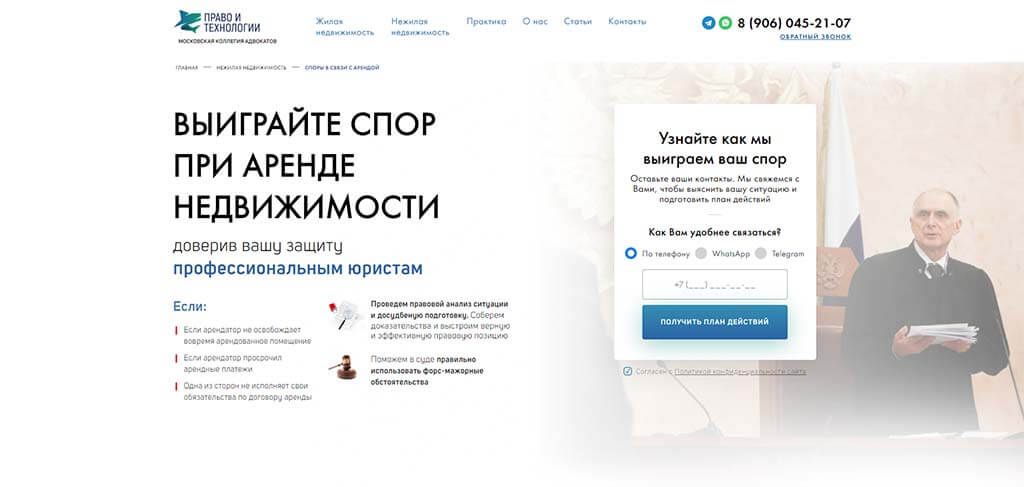 ПРАВО И
ТЕХНОЛОГИИ
МОСКОВСКАЯ КОЛЛЕГИЯ АДВОКАТОВ
Жилая
недвижимость
Нежилая
недвижимость
Практика
О нас
Статьи
Контакты
8 (906) 045-21-07
ОБРАТНЫЙ ЗВОНОК
ГЛАВНАЯ — НЕЖИЛАЯ НЕДВИЖИМОСТЬ — СПОРЫ В СВЯЗИ С АРЕНДОЙ
ВЫИГРАЙТЕ СПОР
ПРИ АРЕНДЕ
НЕДВИЖИМОСТИ
доверив вашу защиту
профессиональным юристам
Если:
Если арендатор не освобождает
вовремя арендованное помещение
Если арендатор просрочил
арендные платежи
Одна из сторон не исполняет свои
обязательства по договору аренды
Проведем правовой анализ ситуации
и досудбеную подготовку. Соберем
доказательства и выстроим верную
и эффективную правовую позицию
Поможем в суде правильно
использовать форс-мажорные
обстоятельства
Узнайте как мы
выиграем ваш спор
Оставьте ваши контакты. Мы свяжемся с
Вами, чтобы выяснить вашу ситуацию и
подготовить план действий
Как Вам удобнее связаться?
По телефону
WhatsApp
Telegram
+7 (___) ___-__-__
ПОЛУЧИТЬ ПЛАН ДЕЙСТВИЙ
Согласен с Политикой конфиденциальности сайта